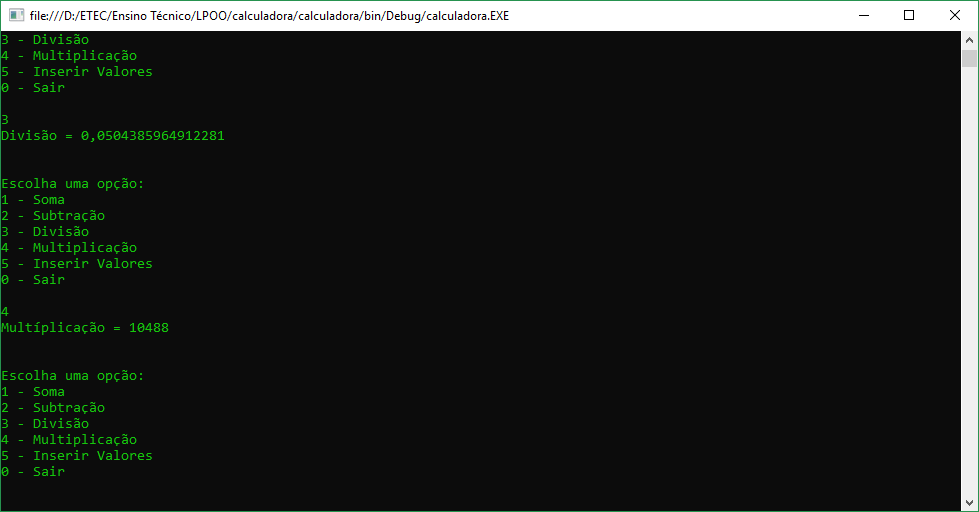 file:///D:/ETEC/Ensino Técnico/LPOO/calculadora/calculadora/bin/Debug/calculadora.EXE
3 - Divisão
4 - Multiplicação
5 - Inserir Valores
0 - Sair
3
Divisão = 0,0504385964912281
Escolha uma opção:
1 - Soma
2 - Subtração
3 - Divisão
4 - Multiplicação
5 - Inserir Valores
0 - Sair
4
Multíplicação = 10488
Escolha uma opção:
1 - Soma
2 - Subtração
3 - Divisão
4 - Multiplicação
5 - Inserir Valores
0 - Sair